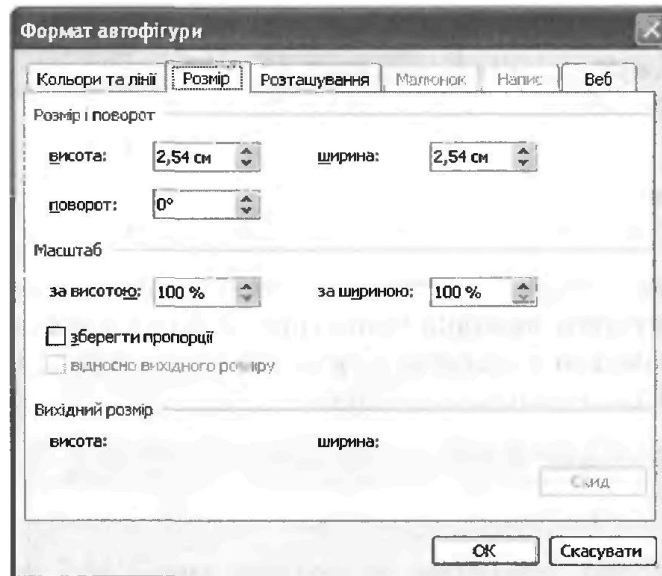 Формат автофігури
Кольори та лінії Розмір Розташування Малюнок Напис Веб
Розмір і поворот
висота: 2,54 см ширина: 2,54 см
поворот: 0°
Масштаб
за висотою: 100 % за шириною: 100 %
зберегти пропорції
відносно вихідного розміру
Вихідний розмір
висота: ширина:
Скид
ОК Скасувати